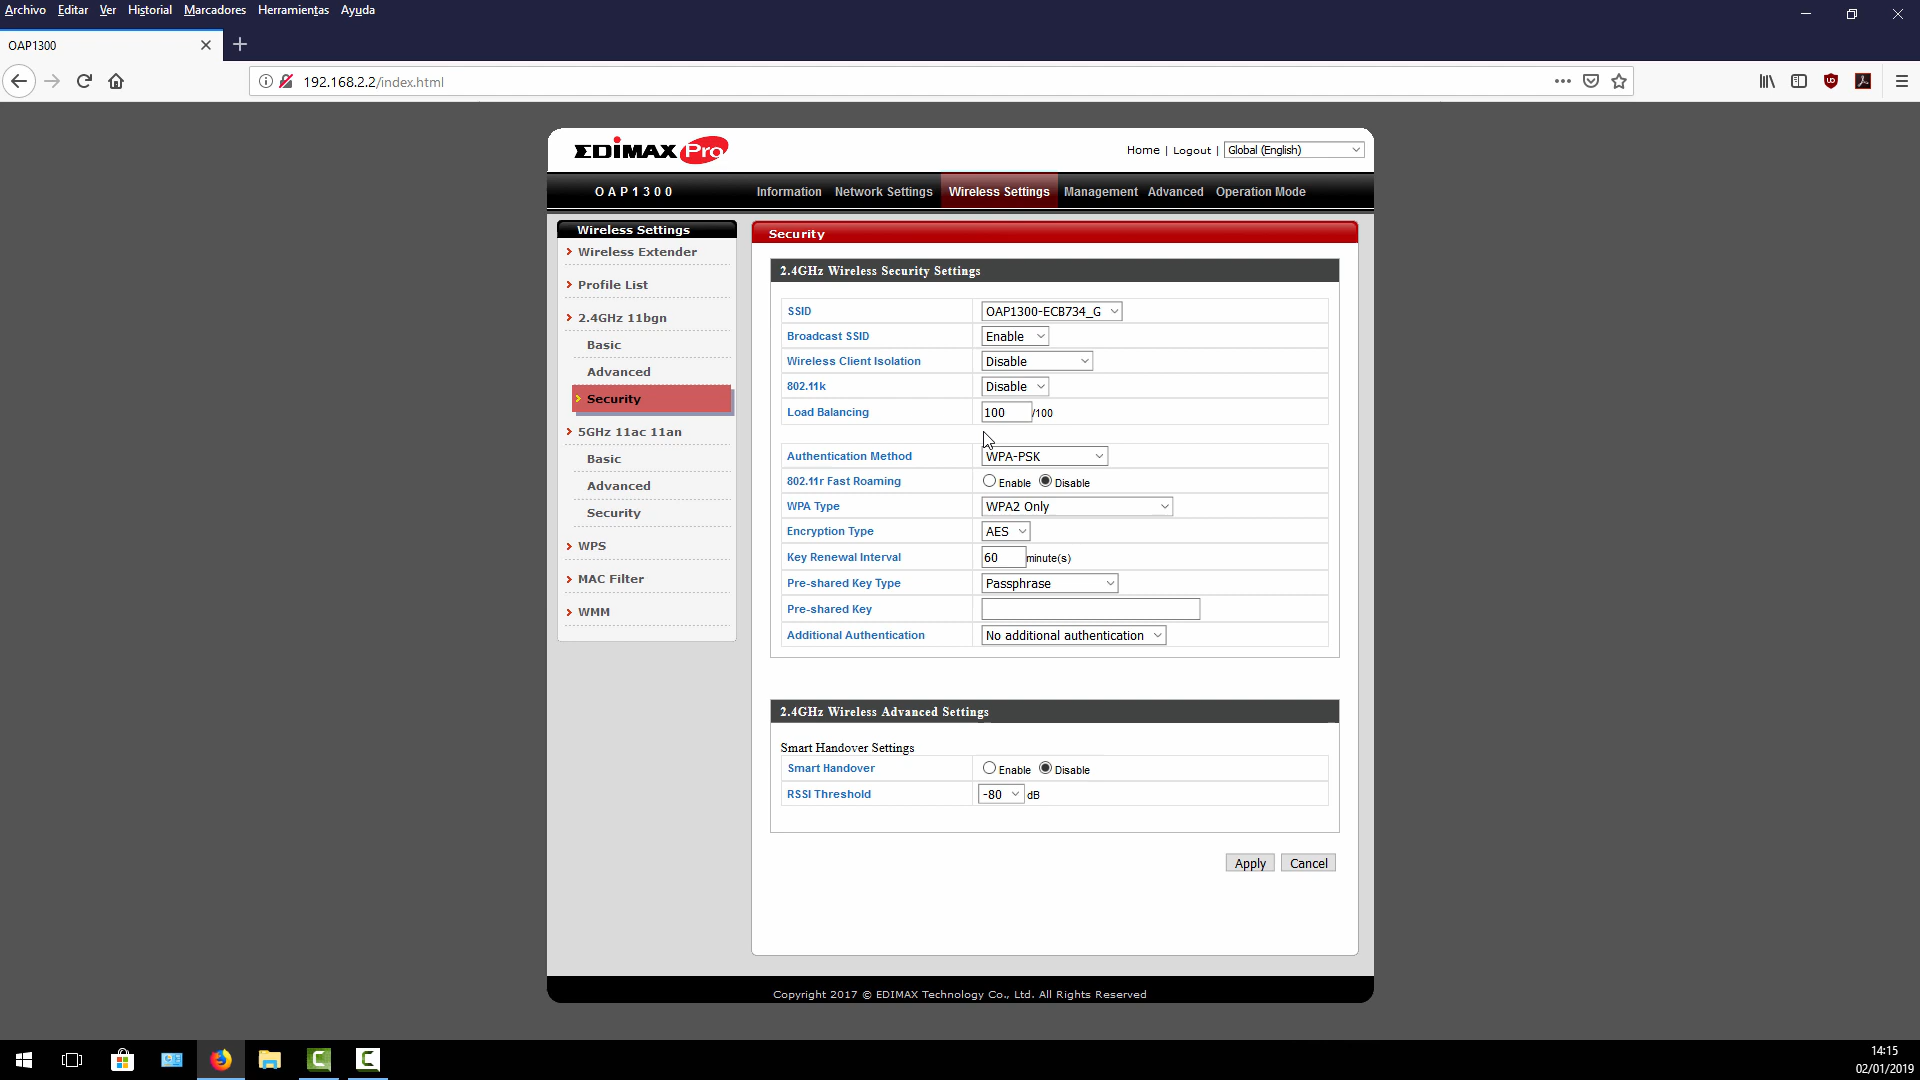 Archivo Editar Ver Historial Marcadores Herramientas Ayuda
OAP1300
192.168.2.2/index.html
EDIMAX Pro
Home | Logout | Global (English)
OAP1300 Information Network Settings Wireless Settings Management Advanced Operation Mode
Wireless Settings
Wireless Extender
Profile List
2.4GHz 11bgn
Basic
Advanced
Security
5GHz 11ac 11an
Basic
Advanced
Security
WPS
MAC Filter
WMM
Security
2.4GHz Wireless Security Settings
SSID OAP1300-ECB734_G
Broadcast SSID Enable
Wireless Client Isolation Disable
802.11k Disable
Load Balancing 100 /100
Authentication Method WPA-PSK
802.11r Fast Roaming Enable Disable
WPA Type WPA2 Only
Encryption Type AES
Key Renewal Interval 60 minute(s)
Pre-shared Key Type Passphrase
Pre-shared Key
Additional Authentication No additional authentication
2.4GHz Wireless Advanced Settings
Smart Handover Settings
Smart Handover Enable Disable
RSSI Threshold -80 dB
Apply Cancel
Copyright 2017 © EDIMAX Technology Co., Ltd. All Rights Reserved
14:15
02/01/2019